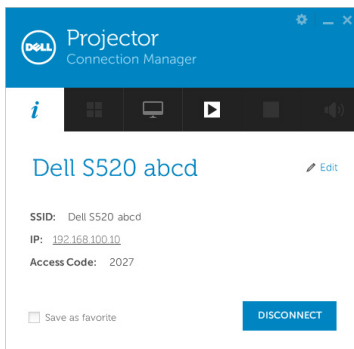 DELL
Projector
Connection Manager
i
Dell S520 abcd
Edit
SSID: Dell S520 abcd
IP: 192.168.100.10
Access Code: 2027
Save as favorite
DISCONNECT